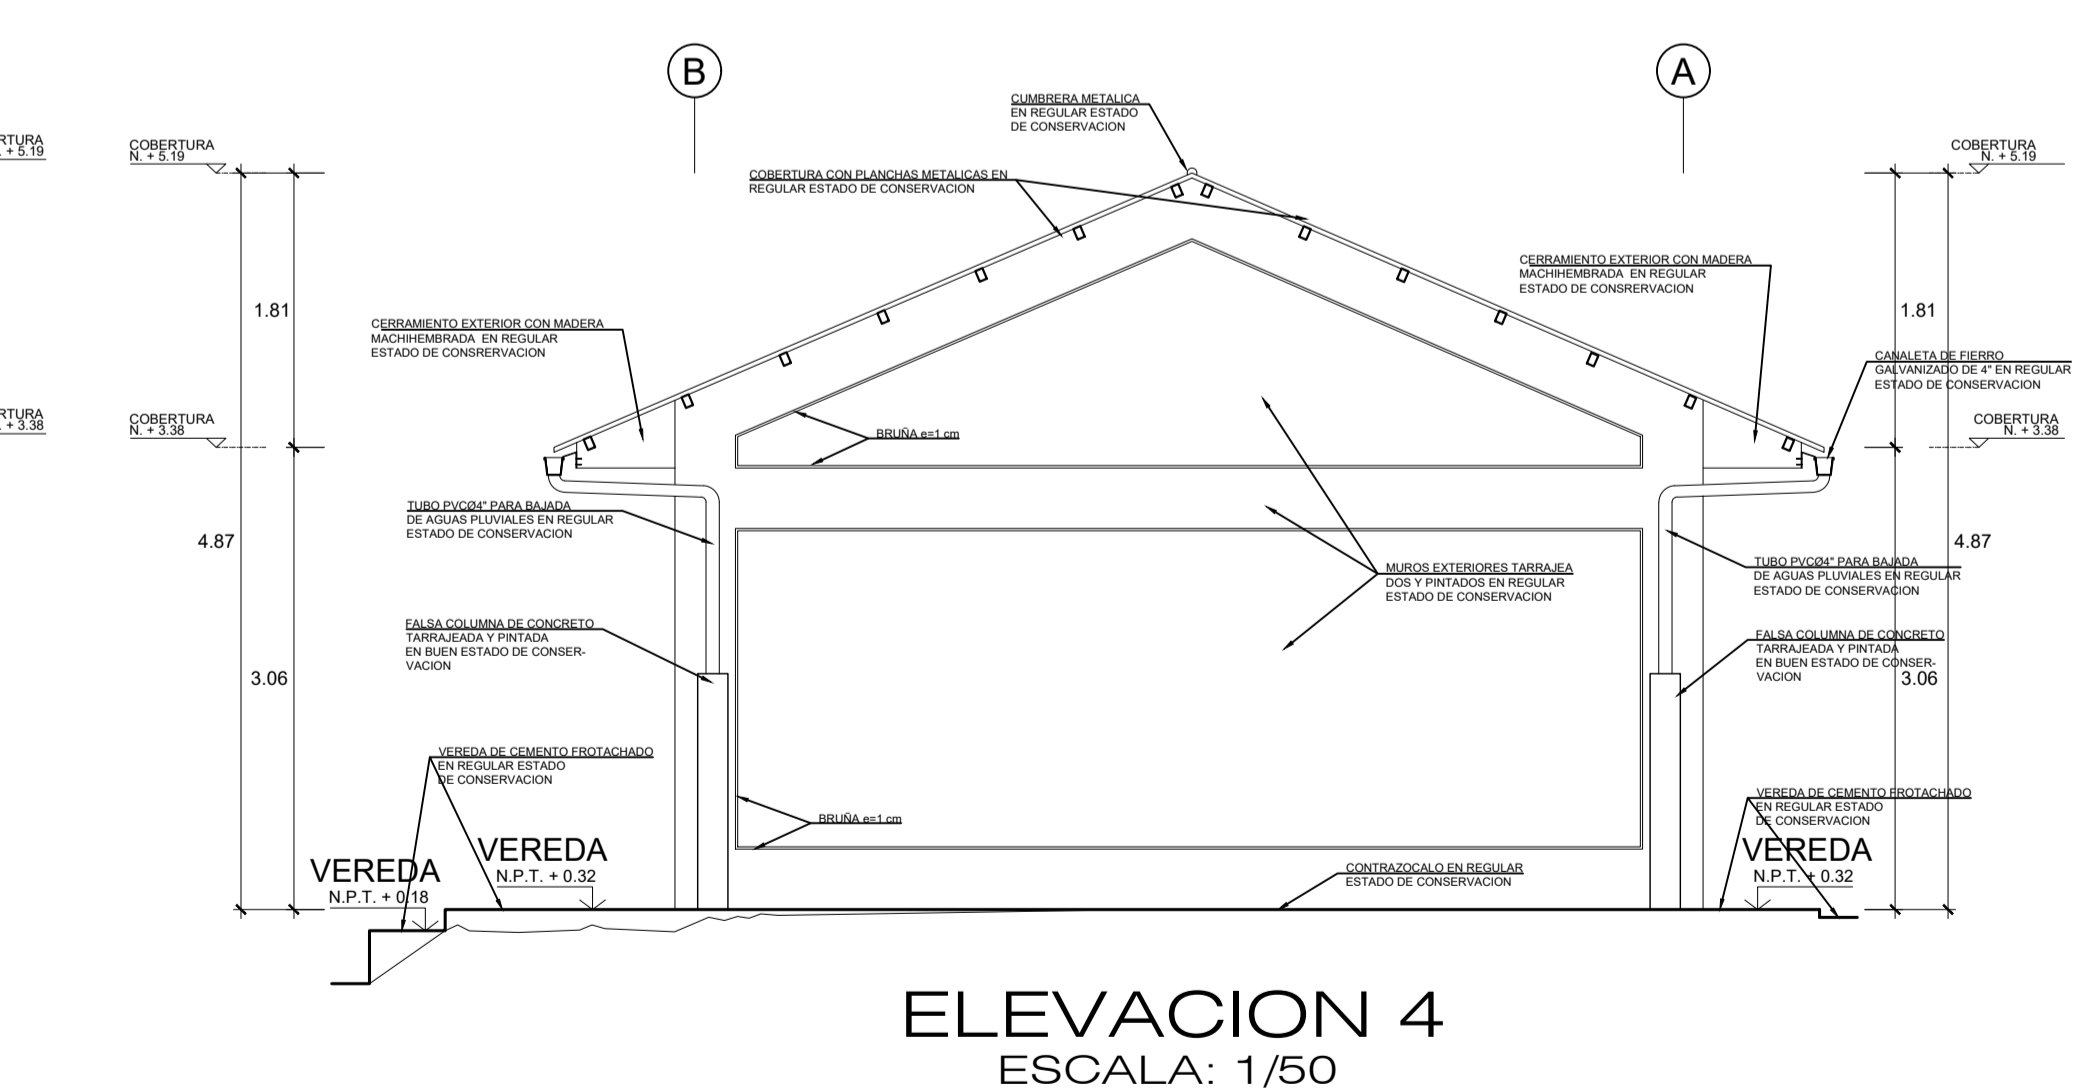 B
A
CUMBRERA METALICA
EN REGULAR ESTADO
DE CONSERVACION
RTURA
+ 5.19
COBERTURA
N. + 5.19
COBERTURA
N. + 5.19
COBERTURA CON PLANCHAS METALICAS EN
REGULAR ESTADO DE CONSERVACION
CERRAMIENTO EXTERIOR CON MADERA
MACHIHEMBRADA EN REGULAR
ESTADO DE CONSRERVACION
1.81
1.81
CERRAMIENTO EXTERIOR CON MADERA
MACHIHEMBRADA EN REGULAR
ESTADO DE CONSRERVACION
CANALETA DE FIERRO
GALVANIZADO DE 4" EN REGULAR
ESTADO DE CONSERVACION
RTURA
+ 3.38
COBERTURA
N. + 3.38
COBERTURA
N. + 3.38
BRUÑA e=1 cm
TUBO PVCØ4" PARA BAJADA
DE AGUAS PLUVIALES EN REGULAR
ESTADO DE CONSERVACION
4.87
4.87
MUROS EXTERIORES TARRAJEA
DOS Y PINTADOS EN REGULAR
ESTADO DE CONSERVACION
TUBO PVCØ4" PARA BAJADA
DE AGUAS PLUVIALES EN REGULAR
ESTADO DE CONSERVACION
FALSA COLUMNA DE CONCRETO
TARRAJEADA Y PINTADA
EN BUEN ESTADO DE CONSER-
VACION
FALSA COLUMNA DE CONCRETO
TARRAJEADA Y PINTADA
EN BUEN ESTADO DE CONSER-
VACION
3.06
3.06
VEREDA DE CEMENTO FROTACHADO
EN REGULAR ESTADO
DE CONSERVACION
VEREDA DE CEMENTO FROTACHADO
EN REGULAR ESTADO
DE CONSERVACION
BRUÑA e=1 cm
VEREDA
N.P.T. + 0.18
VEREDA
N.P.T. + 0.32
VEREDA
N.P.T. + 0.32
CONTRAZOCALO EN REGULAR
ESTADO DE CONSERVACION
ELEVACION 4
ESCALA: 1/50